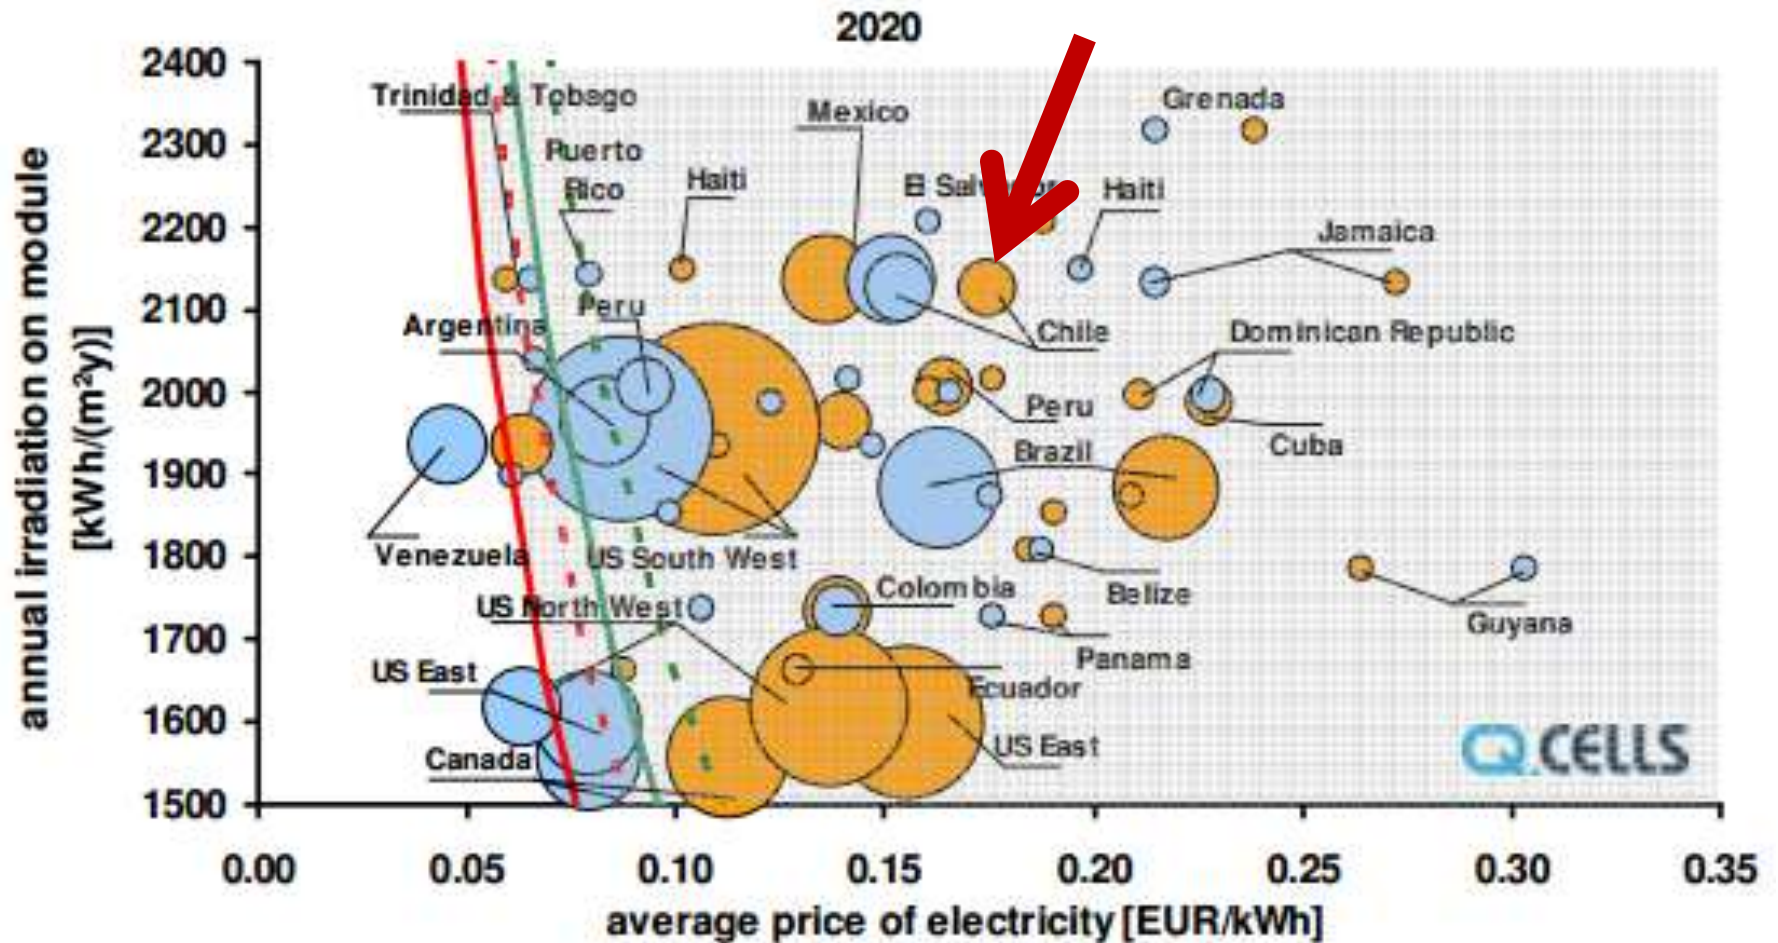 2020
2400
2300
2200
2100
2000
1900
1800
1700
1600
1500
annual irradiation on module
[kWh/(m²y)]
Trinidad & Tobago
Puerto
Rico
Haiti
Mexico
El Salvador
Grenada
Haiti
Jamaica
Argentina
Peru
Chile
Dominican Republic
Peru
Cuba
Brazil
Venezuela
US South West
Belize
Colombia
US North West
Guyana
Panama
US East
Ecuador
US East
Canada
Q.CELLS
0.00 0.05 0.10 0.15 0.20 0.25 0.30 0.35
average price of electricity [EUR/kWh]